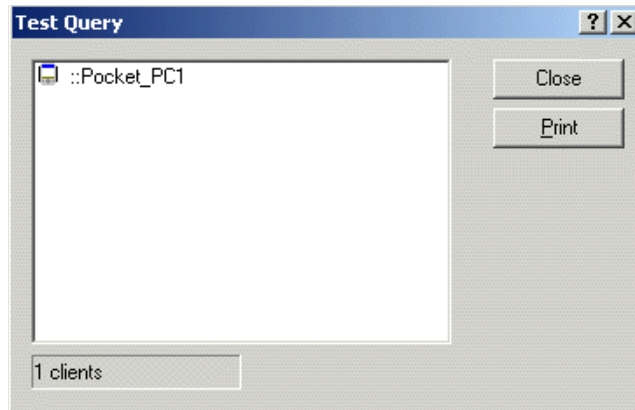 Test Query
::Pocket_PC1
Close
Print
1 clients